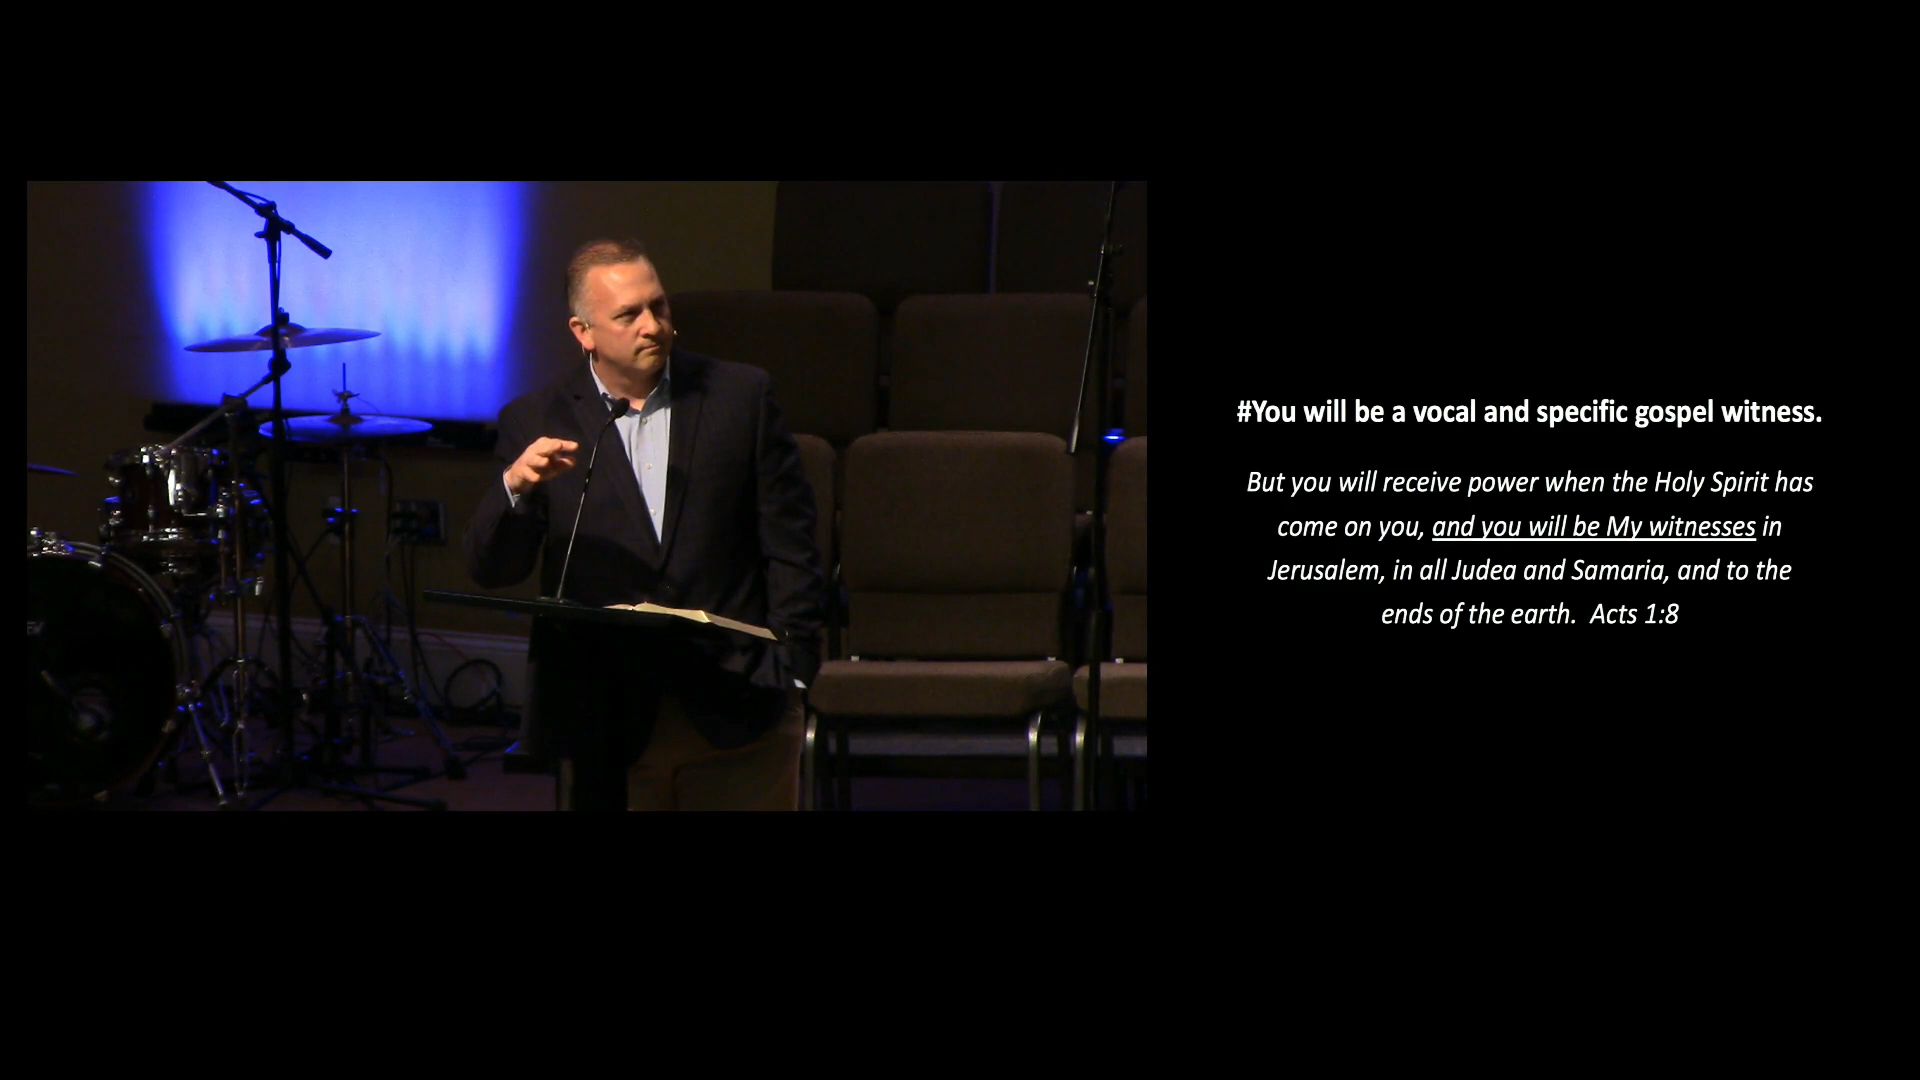 #You will be a vocal and specific gospel witness.
But you will receive power when the Holy Spirit has
come on you, and you will be My witnesses in
Jerusalem, in all Judea and Samaria, and to the
ends of the earth.  Acts 1:8